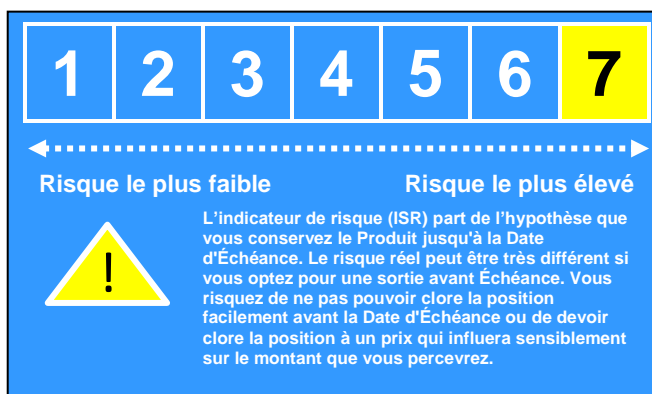 1 2 3 4 5 6 7
Risque le plus faible Risque le plus élevé
L'indicateur de risque (ISR) part de l'hypothèse que
vous conservez le Produit jusqu'à la Date
d'Échéance. Le risque réel peut être très différent si
vous optez pour une sortie avant Échéance. Vous
risquez de ne pas pouvoir clore la position
facilement avant la Date d'Échéance ou de devoir
clore la position à un prix qui influera sensiblement
sur le montant que vous percevrez.
!